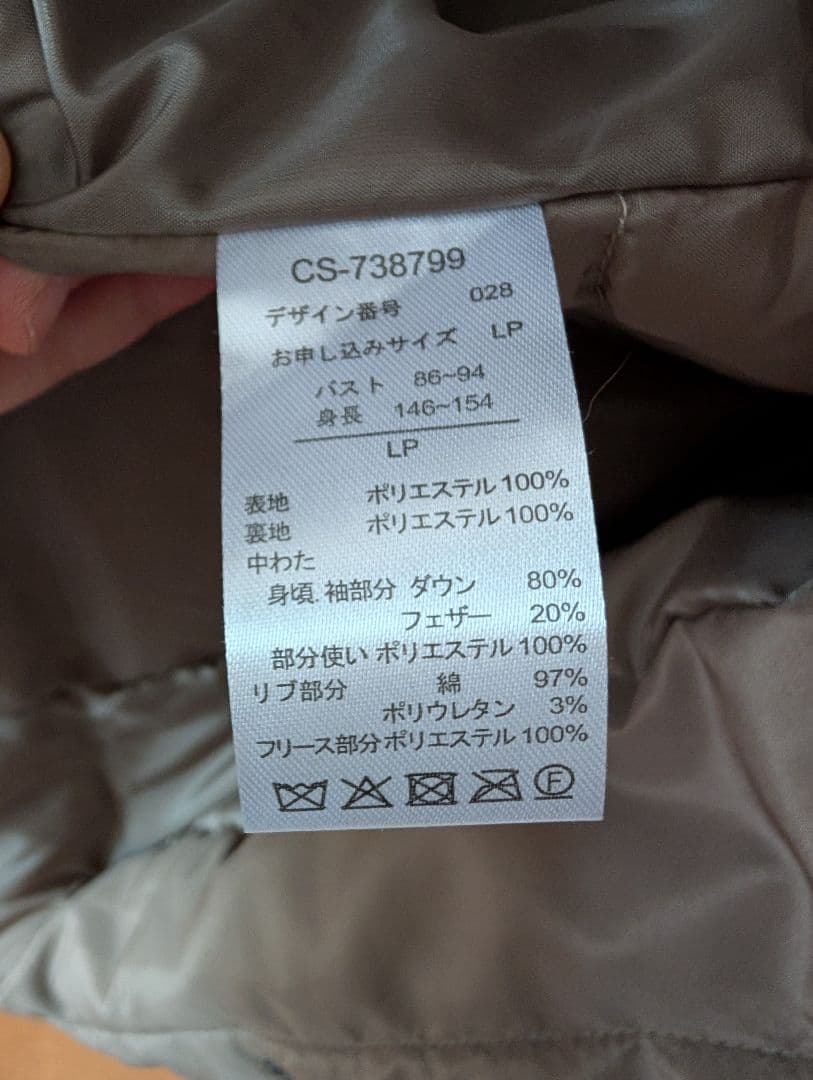 CS-738799
デザイン番号 028
お申し込みサイズ LP
バスト 86~94
身長 146~154
LP
表地 ポリエステル100%
裏地 ポリエステル100%
中わた
身頃.袖部分 ダウン 80%
フェザー 20%
部分使い ポリエステル100%
リブ部分 綿 97%
ポリウレタン 3%
フリース部分ポリエステル100%
F